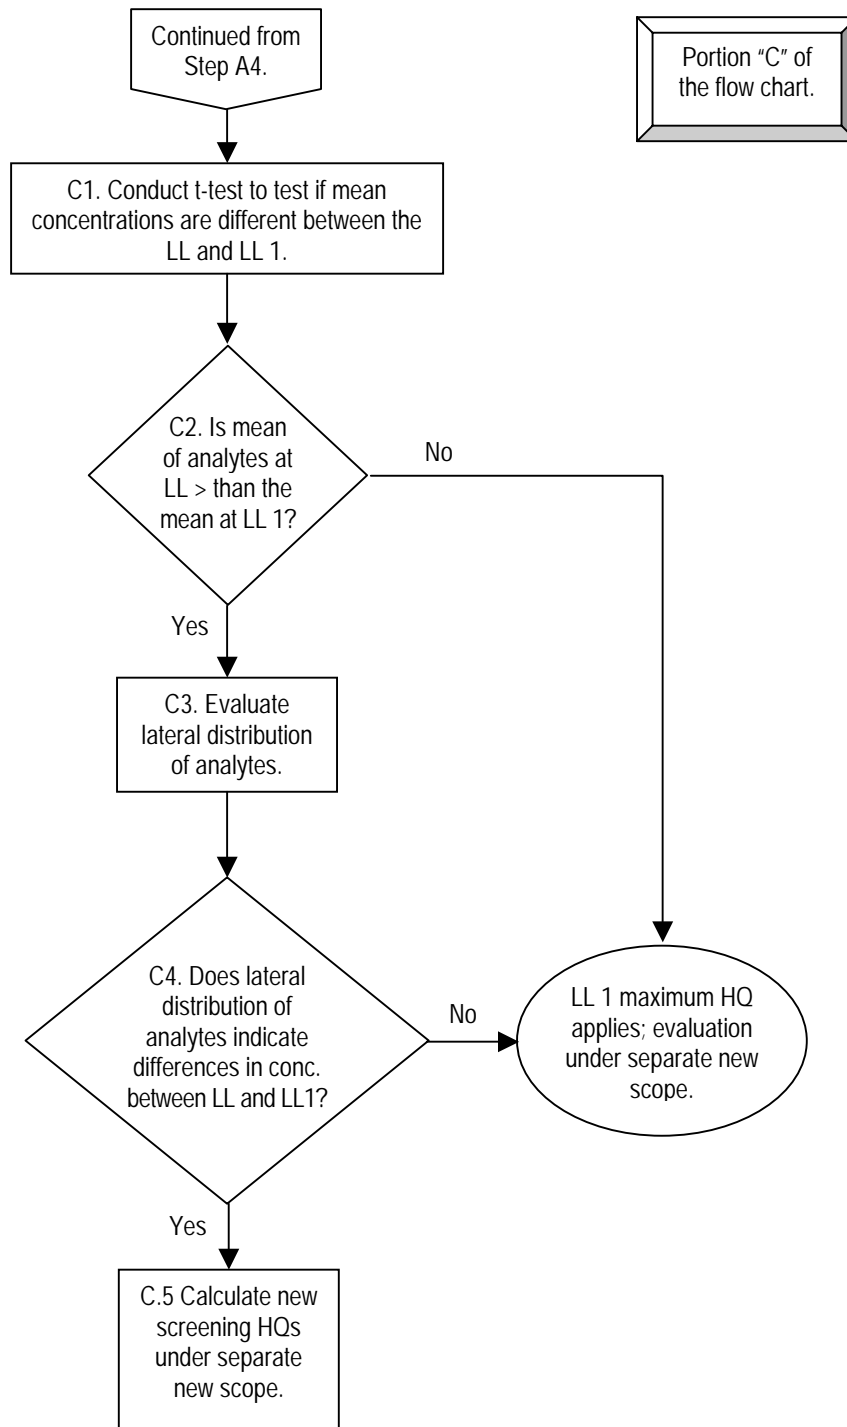 Continued from
Step A4.
Portion “C” of
the flow chart.
C1. Conduct t-test to test if mean
concentrations are different between the
LL and LL 1.
C2. Is mean
of analytes at
LL > than the
mean at LL 1?
No
Yes
C3. Evaluate
lateral distribution
of analytes.
C4. Does lateral
distribution of
analytes indicate
differences in conc.
between LL and LL1?
No
LL 1 maximum HQ
applies; evaluation
under separate new
scope.
Yes
C.5 Calculate new
screening HQs
under separate
new scope.